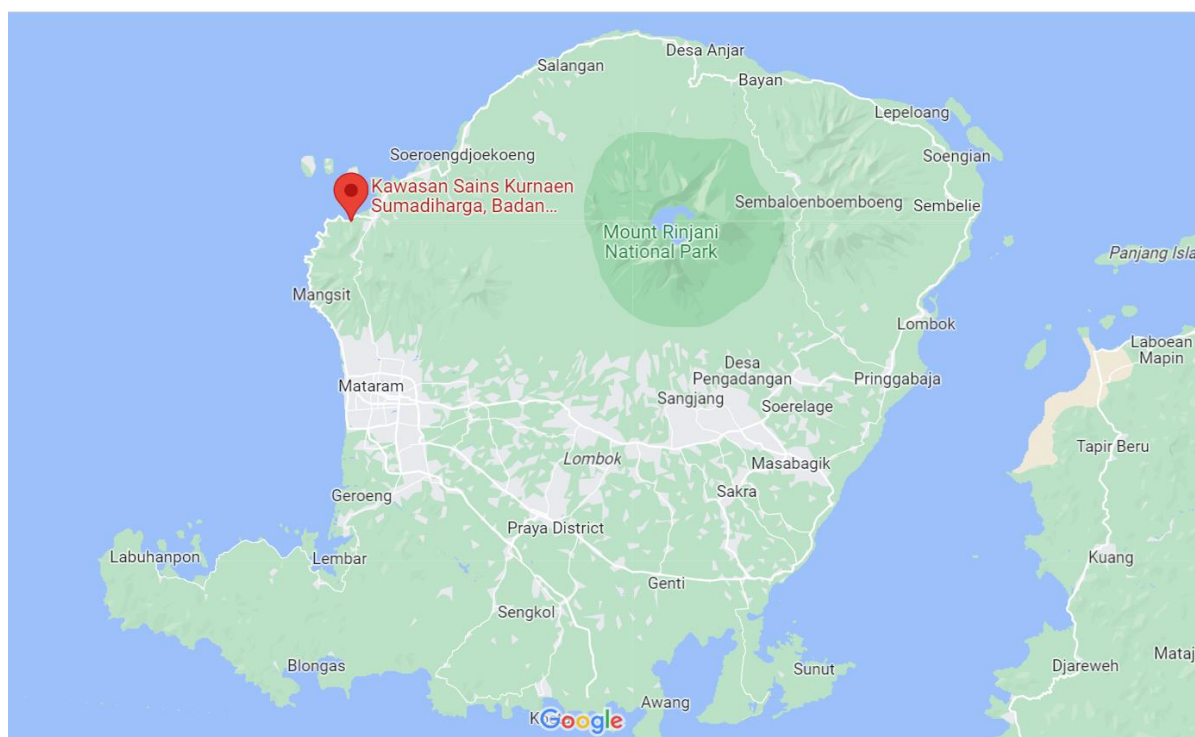 Desa Anjar
Salangan
Bayan
Lepeloang
Soeroengdjoekoeng
Soengian
Kawasan Sains Kurnaen
Sumadiharga, Badan...
Sembaloenboemboeng
Sembelie
Mount Rinjani
National Park
Panjang Isla
Mangsit
Lombok
Laboean
Mapin
Desa
Pengadangan
Pringgabaja
Mataram
Sangjang
Soerelage
Tapir Beru
Lombok
Masabagik
Geroeng
Sakra
Praya District
Labuhanpon
Lembar
Kuang
Genti
Sengkol
Blongas
Sunut
Djareweh
Mataj
Awang
Google